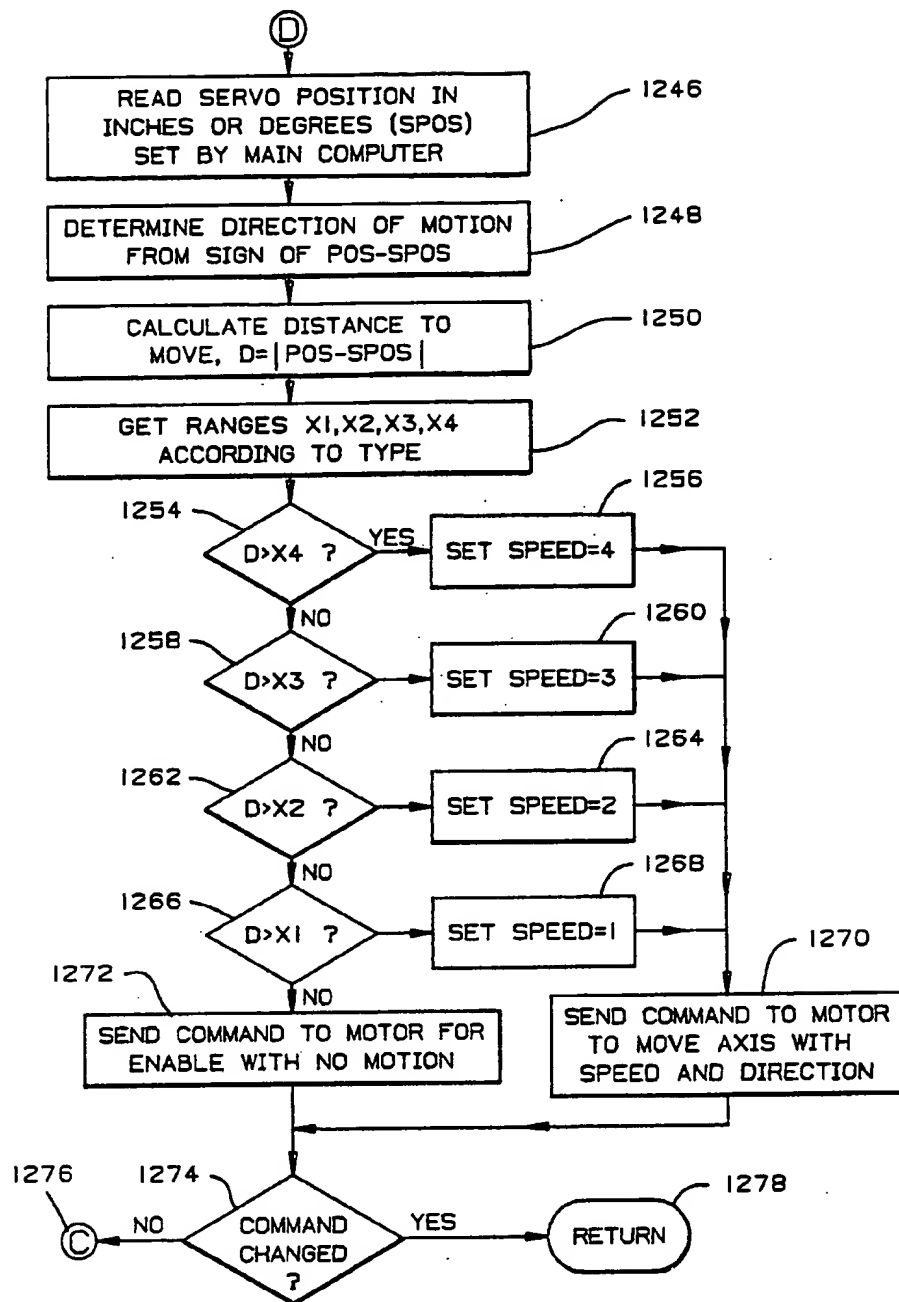 D
READ SERVO POSITION IN
INCHES OR DEGREES (SPOS)
SET BY MAIN COMPUTER
1246
DETERMINE DIRECTION OF MOTION
FROM SIGN OF POS-SPOS
1248
CALCULATE DISTANCE TO
MOVE, D=|POS-SPOS|
1250
GET RANGES X1,X2,X3,X4
ACCORDING TO TYPE
1252
1254
D>X4 ?
YES
1256
SET SPEED=4
NO
1258
D>X3 ?
1260
SET SPEED=3
NO
1262
D>X2 ?
1264
SET SPEED=2
NO
1266
D>X1 ?
1268
SET SPEED=1
NO
1272
SEND COMMAND TO MOTOR FOR
ENABLE WITH NO MOTION
1270
SEND COMMAND TO MOTOR
TO MOVE AXIS WITH
SPEED AND DIRECTION
1276
C
NO
1274
COMMAND
CHANGED
?
YES
1278
RETURN